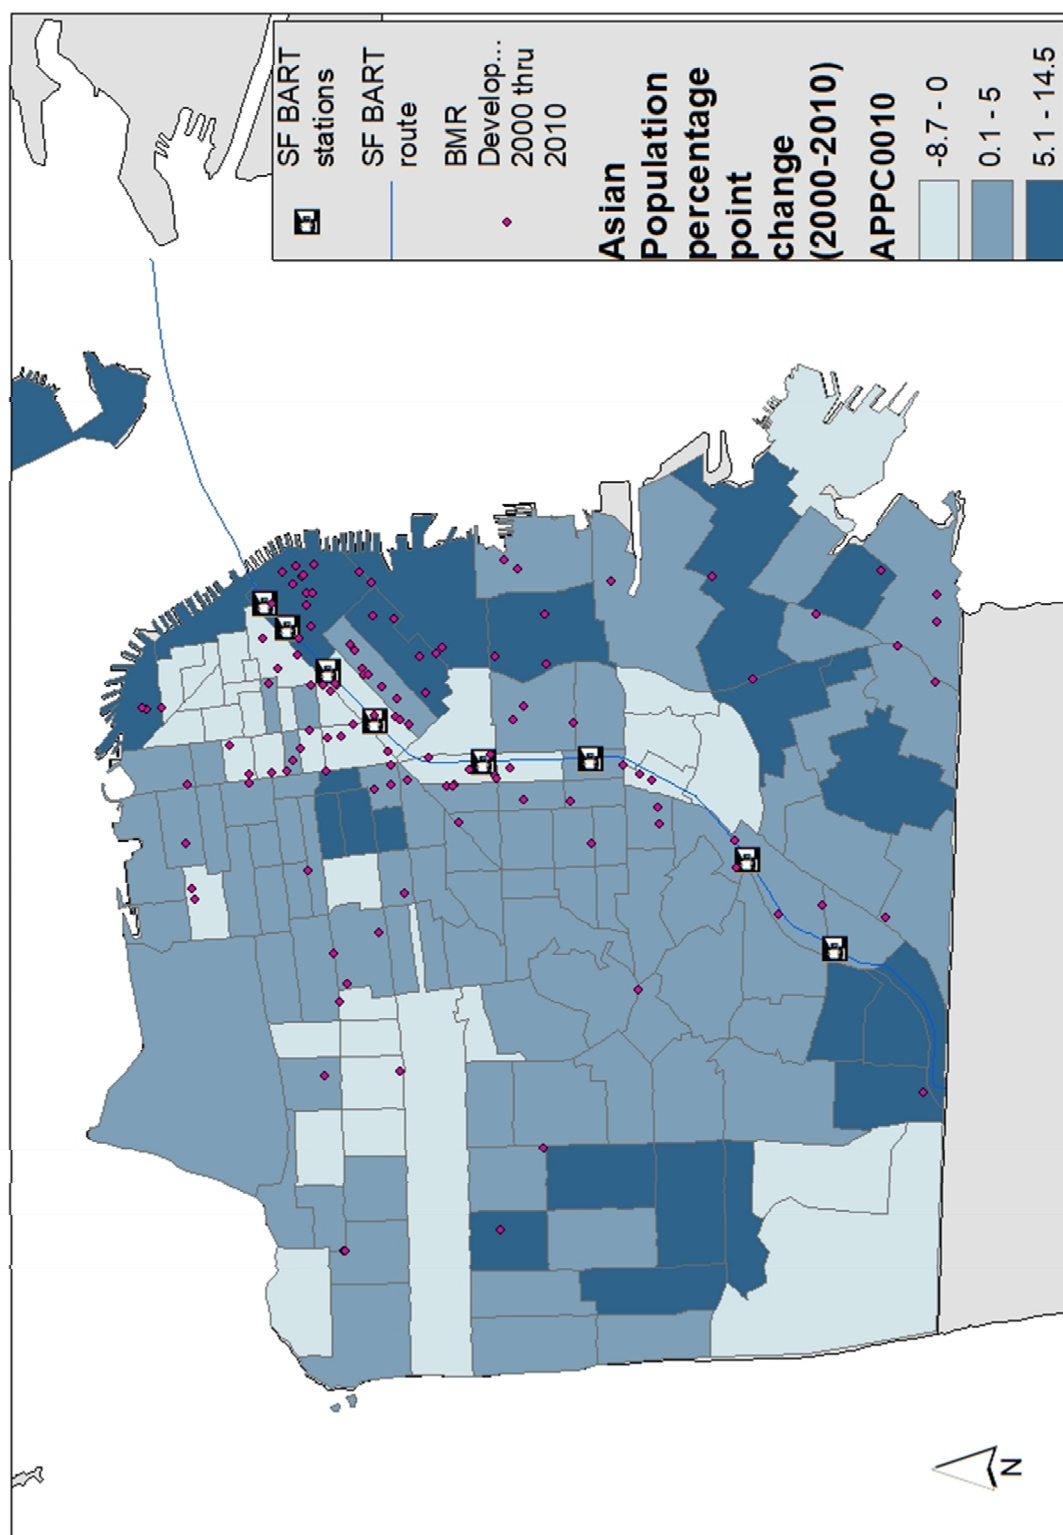 SF BART
stations
SF BART
route
BMR
Develop...
2000 thru
2010
Asian
Population
percentage
point
change
(2000-2010)
APPC0010
-8.7 - 0
0.1 - 5
5.1 - 14.5
N